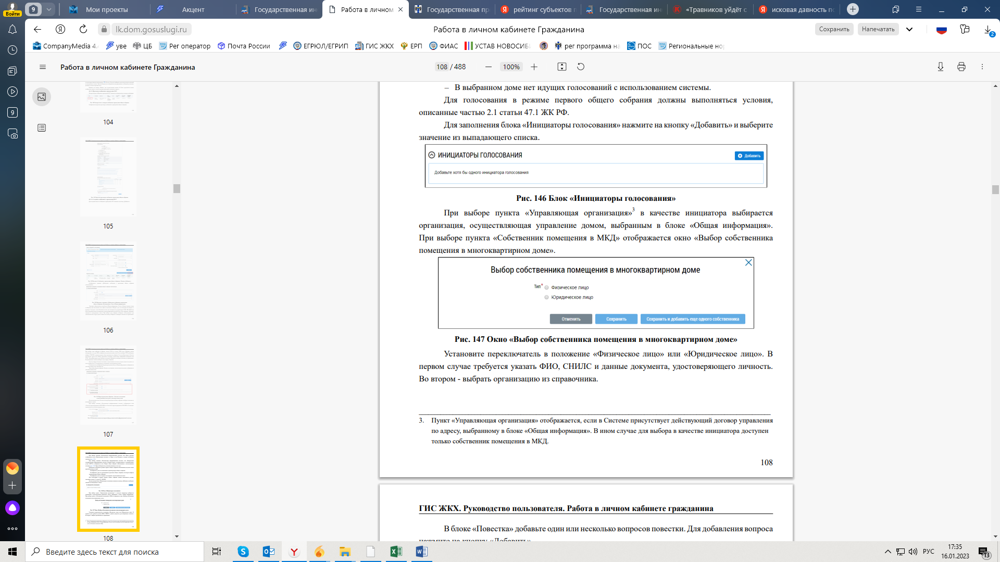 Войти
9
Мои проекты
Акцент
Государственная ин
Работа в личном
Государственная пр
рейтинг субъектов
Государственная ин
«Травников уйдёт с
исковая давность по
lk.dom.gosuslugi.ru
Работа в личном кабинете Гражданина
Сохранить
Напечатать
2
CompanyMedia 4.
уве
ЦБ
Рег оператор
Почта России
ЕГРЮЛ/ЕГРИП
ГИС ЖКХ
ЕРП
ФИАС
УСТАВ НОВОСИБИ
рег программа на
ПОС
Региональные нор
Работа в личном кабинете Гражданина
108 / 488
100%
9
104
105
106
107
108
– В выбранном доме нет идущих голосований с использованием системы.
Для голосования в режиме первого общего собрания должны выполняться условия,
описанные частью 2.1 статьи 47.1 ЖК РФ.
Для заполнения блока «Инициаторы голосования» нажмите на кнопку «Добавить» и выберите
значение из выпадающего списка.
ИНИЦИАТОРЫ ГОЛОСОВАНИЯ
Добавить
Добавьте хотя бы одного инициатора голосования
Рис. 146 Блок «Инициаторы голосования»
При выборе пункта «Управляющая организация»3 в качестве инициатора выбирается
организация, осуществляющая управление домом, выбранным в блоке «Общая информация».
При выборе пункта «Собственник помещения в МКД» отображается окно «Выбор собственника
помещения в многоквартирном доме».
Выбор собственника помещения в многоквартирном доме
Тип*
Физическое лицо
Юридическое лицо
Отменить
Сохранить
Сохранить и добавить еще одного собственника
Рис. 147 Окно «Выбор собственника помещения в многоквартирном доме»
Установите переключатель в положение «Физическое лицо» или «Юридическое лицо». В
первом случае требуется указать ФИО, СНИЛС и данные документа, удостоверяющего личность.
Во втором - выбрать организацию из справочника.
3. Пункт «Управляющая организация» отображается, если в Системе присутствует действующий договор управления
по адресу, выбранному в блоке «Общая информация». В ином случае для выбора в качестве инициатора доступен
только собственник помещения в МКД.
108
ГИС ЖКХ. Руководство пользователя. Работа в личном кабинете гражданина
В блоке «Повестка» добавьте один или несколько вопросов повестки. Для добавления вопроса
нажмите на кнопку «Добавить».
Введите здесь текст для поиска
РУС
17:35
16.01.2023
13